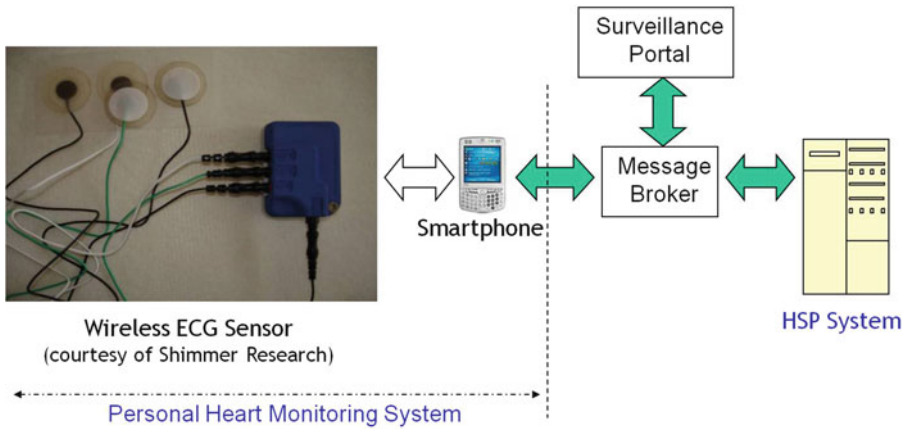 Surveillance
Portal
Message
Broker
Smartphone
HSP System
Wireless ECG Sensor
(courtesy of Shimmer Research)
Personal Heart Monitoring System